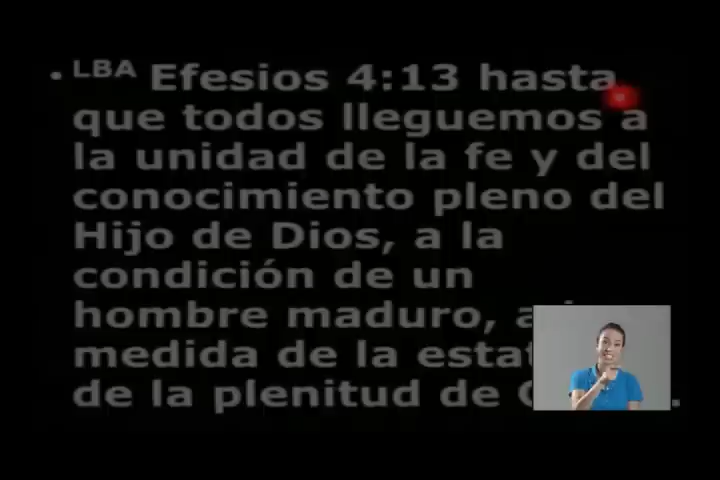 • LBA Efesios 4:13 hasta
que todos lleguemos a
la unidad de la fe y del
conocimiento pleno del
Hijo de Dios, a la
condición de un
hombre maduro, a
medida de la
de la plenitud de